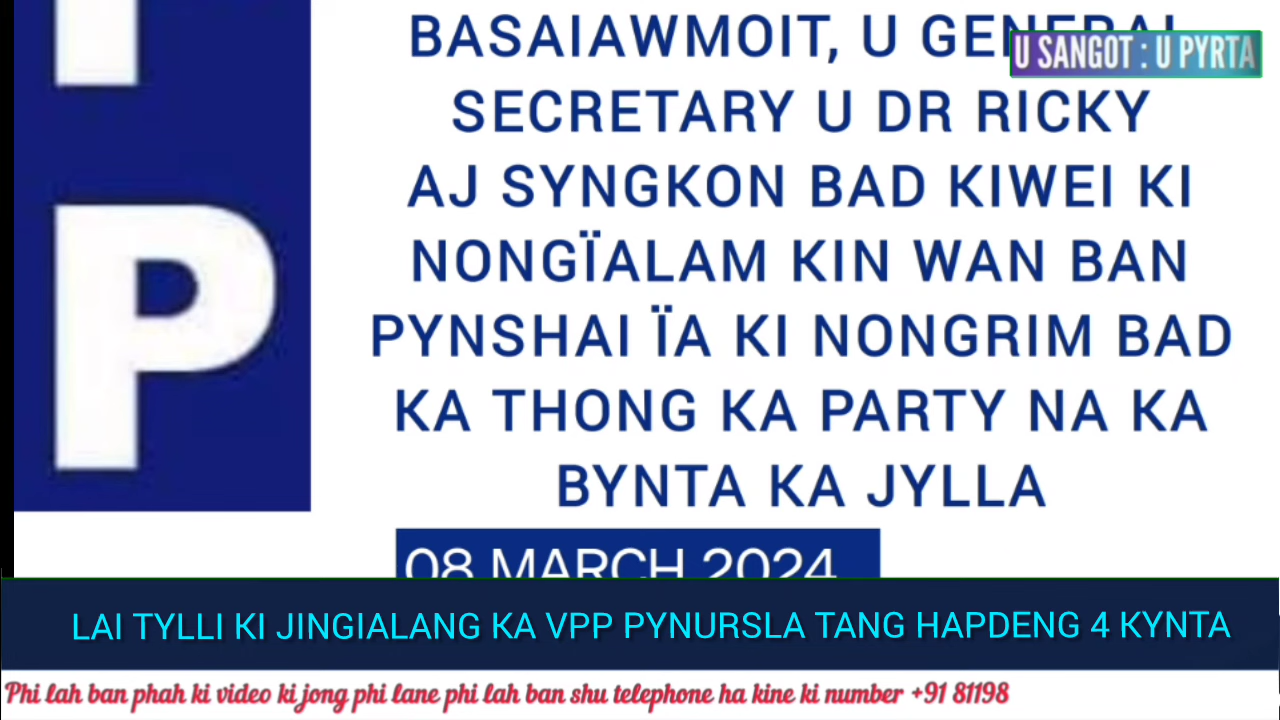 BASAIAWMOIT, U GENERAL
U SANGOT : U PYRTA
SECRETARY U DR RICKY
AJ SYNGKON BAD KIWEI KI
NONGÏALAM KIN WAN BAN
PYNSHAI ÏA KI NONGRIM BAD
KA THONG KA PARTY NA KA
BYNTA KA JYLLA
P
08 MARCH 2024
LAI TYLLI KI JINGIALANG KA VPP PYNURSLA TANG HAPDENG 4 KYNTA
Phi lah ban phah ki video ki jong phi lane phi lah ban shu telephone ha kine ki number +91 81198